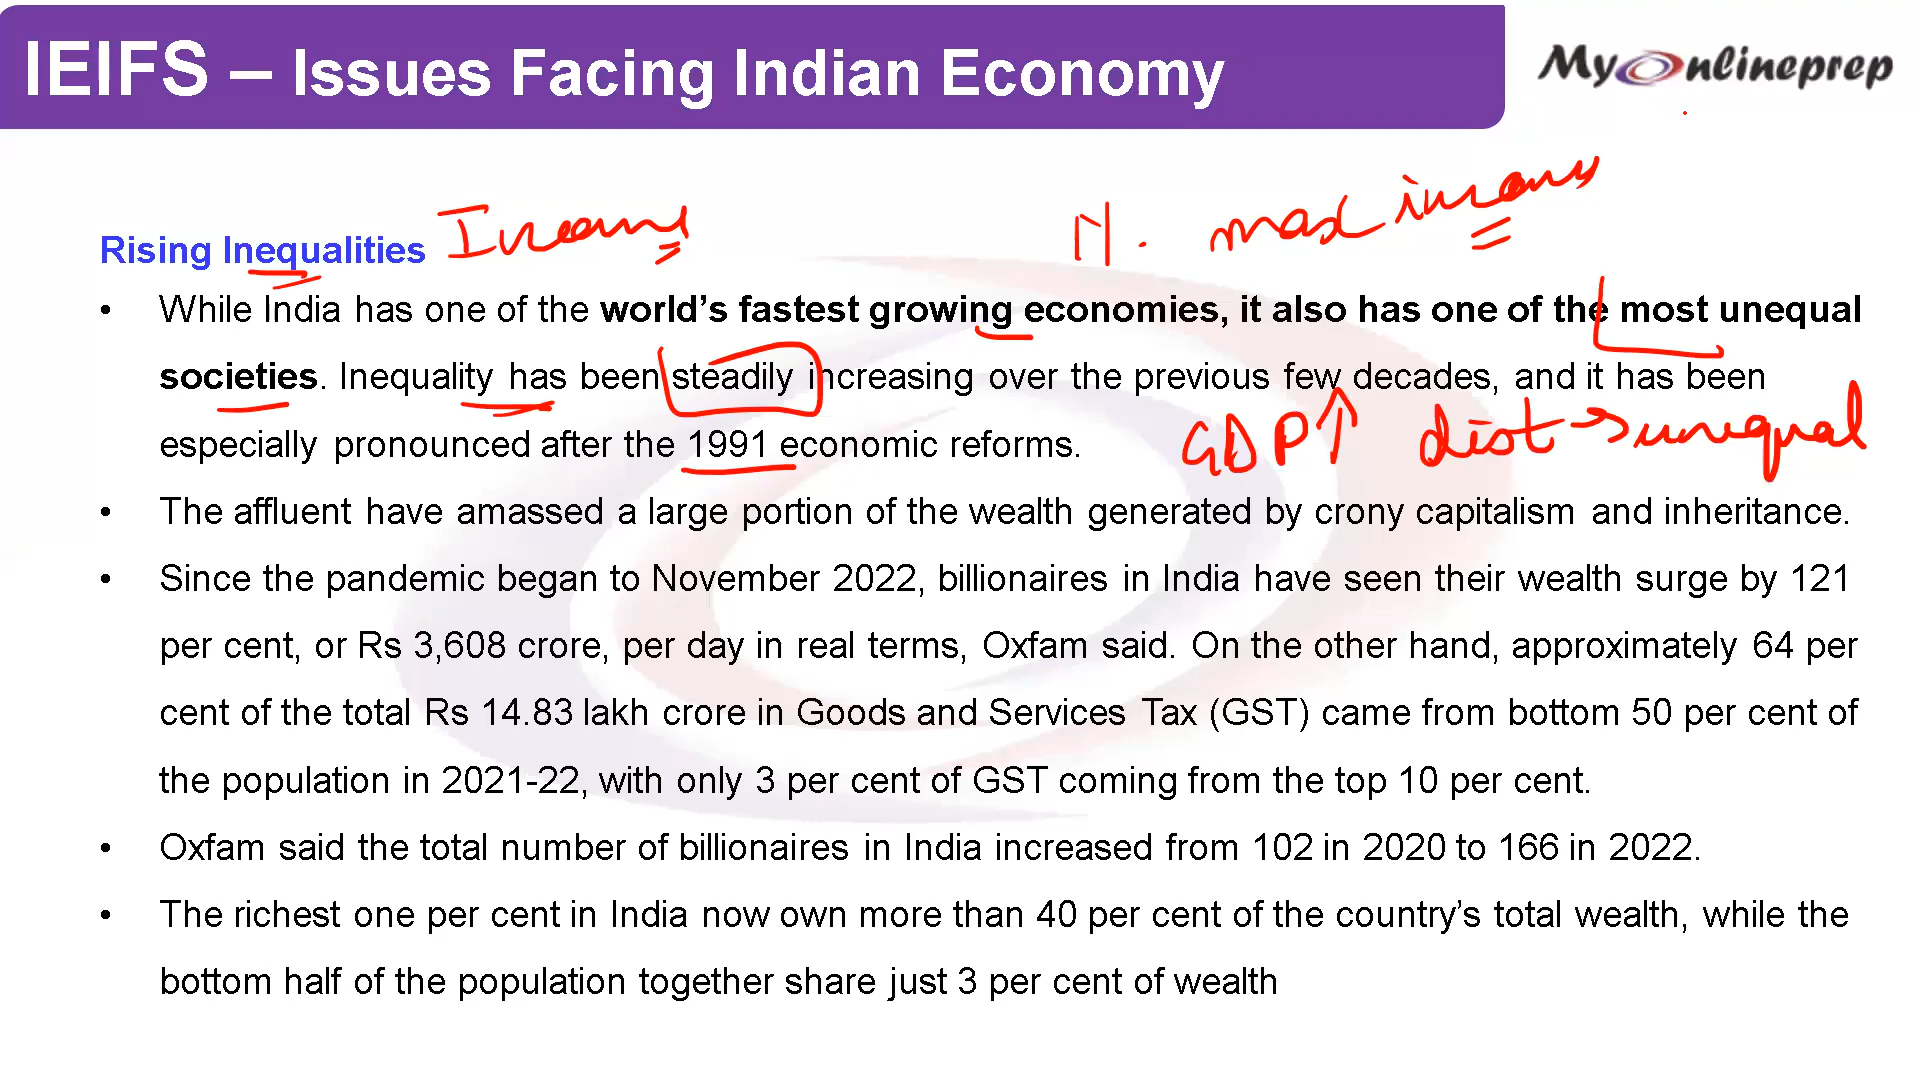 IEIFS – Issues Facing Indian Economy
Myonlineprep
Rising Inequalities
max
• While India has one of the world’s fastest growing economies, it also has one of the most unequal
societies. Inequality has been steadily increasing over the previous few decades, and it has been
especially pronounced after the 1991 economic reforms.
GDP↑ dist → unequal
• The affluent have amassed a large portion of the wealth generated by crony capitalism and inheritance.
• Since the pandemic began to November 2022, billionaires in India have seen their wealth surge by 121
per cent, or Rs 3,608 crore, per day in real terms, Oxfam said. On the other hand, approximately 64 per
cent of the total Rs 14.83 lakh crore in Goods and Services Tax (GST) came from bottom 50 per cent of
the population in 2021-22, with only 3 per cent of GST coming from the top 10 per cent.
• Oxfam said the total number of billionaires in India increased from 102 in 2020 to 166 in 2022.
• The richest one per cent in India now own more than 40 per cent of the country’s total wealth, while the
bottom half of the population together share just 3 per cent of wealth